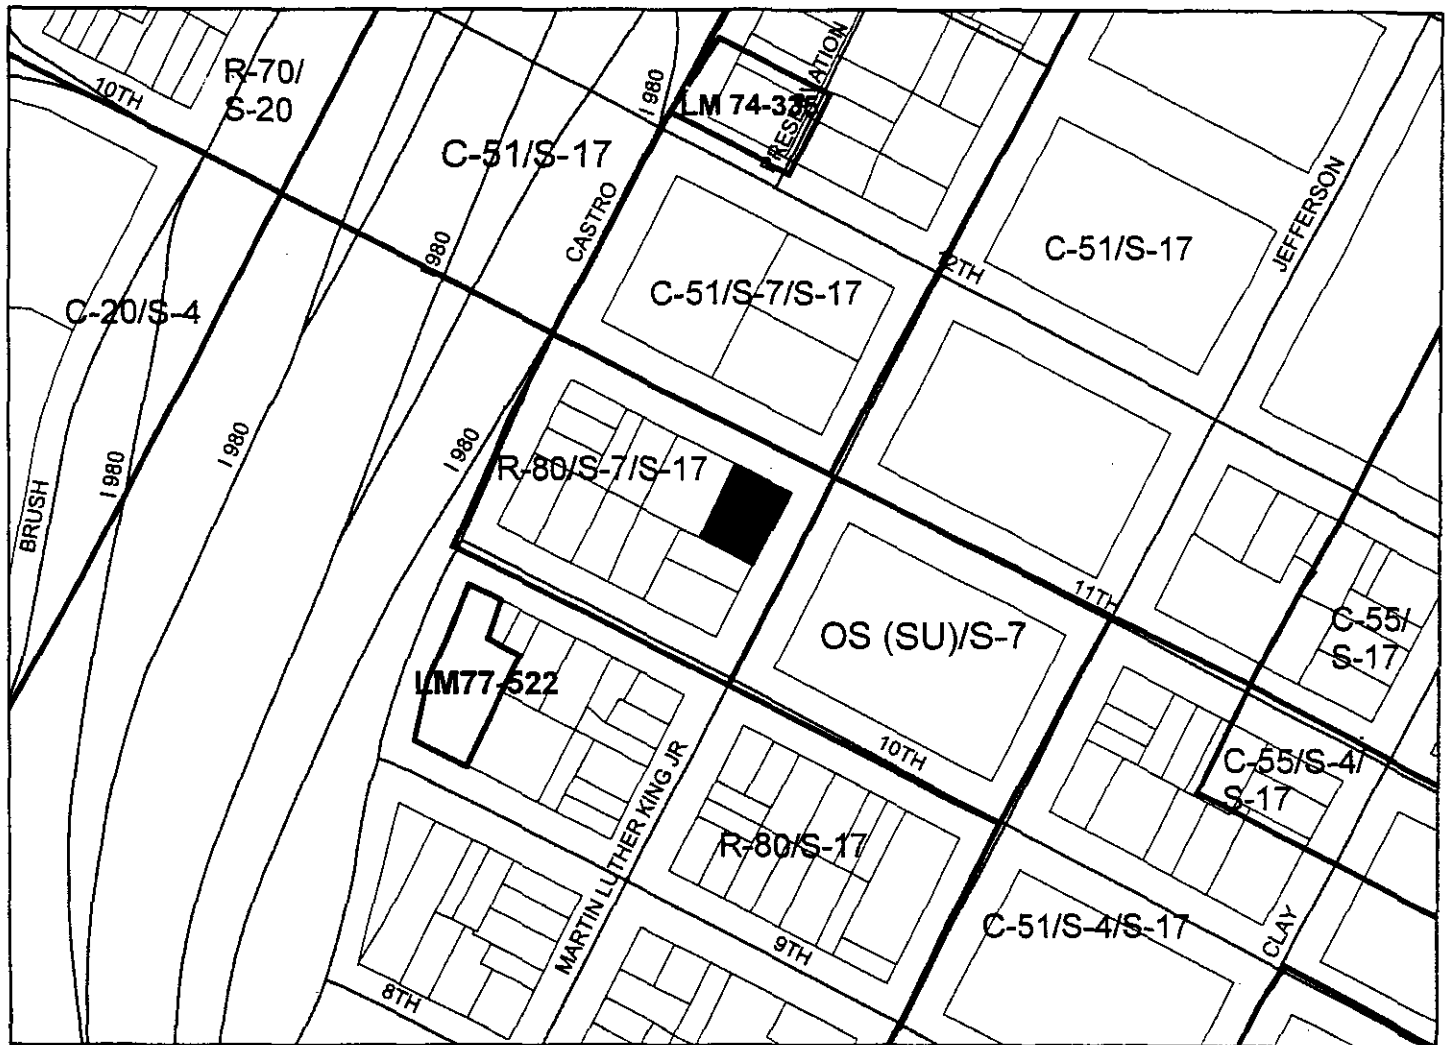 10TH
R-70/
S-20
I 980
LM 74-335
PRESERVATION
C-51/S-17
CASTRO
JEFFERSON
C-51/S-17
I 980
12TH
C-51/S-7/S-17
C-20/S-4
I 980
I 980
I 980
BRUSH
R-80/S-7/S-17
11TH
C-55/
S-17
OS (SU)/S-7
LM77-522
10TH
C-55/S-4/
S-17
MARTIN LUTHER KING JR
R-80/S-17
C-51/S-4/S-17
CLAY
9TH
8TH